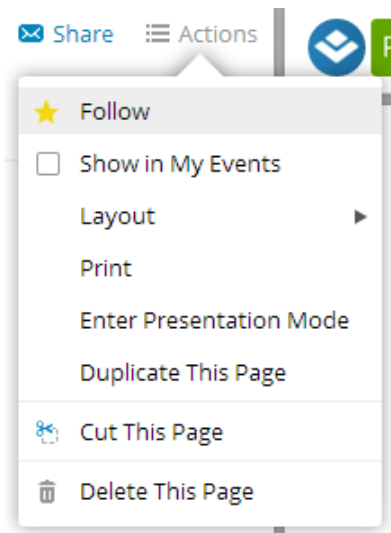 Share Actions
Follow
Show in My Events
Layout
Print
Enter Presentation Mode
Duplicate This Page
Cut This Page
Delete This Page